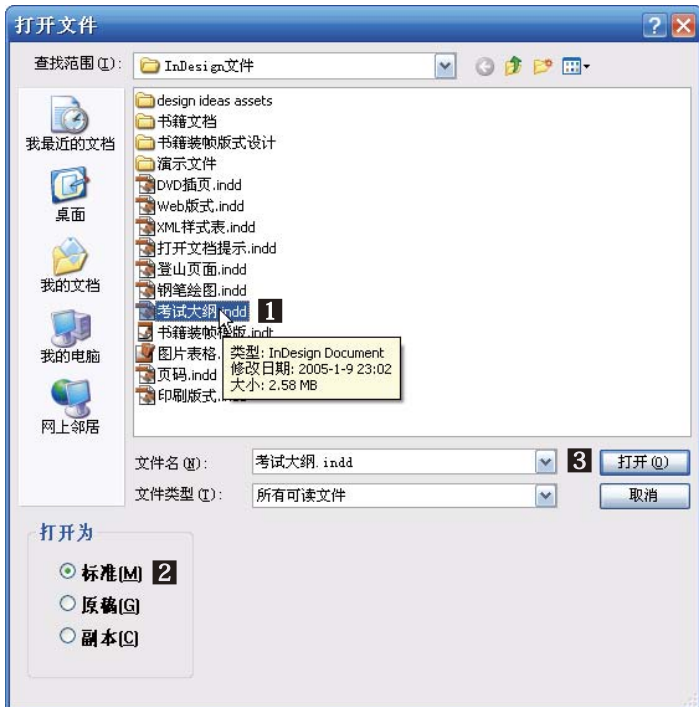 打开文件
查找范围(I): InDesign文件
我最近的文档
桌面
我的文档
我的电脑
网上邻居
design ideas assets
书籍文档
书籍装帧版式设计
演示文件
DVD插页.indd
Web版式.indd
XML样式表.indd
打开文档提示.indd
登山页面.indd
钢笔绘图.indd
考试大纲.indd 1
书籍装帧样版.indt
图片表格.
页码.indd
印刷版式.
类型: InDesign Document
修改日期: 2005-1-9 23:02
大小: 2.58 MB
文件名(N): 考试大纲.indd 3 打开(O)
文件类型(T): 所有可读文件 取消
打开为
标准(M) 2
原稿(G)
副本(C)